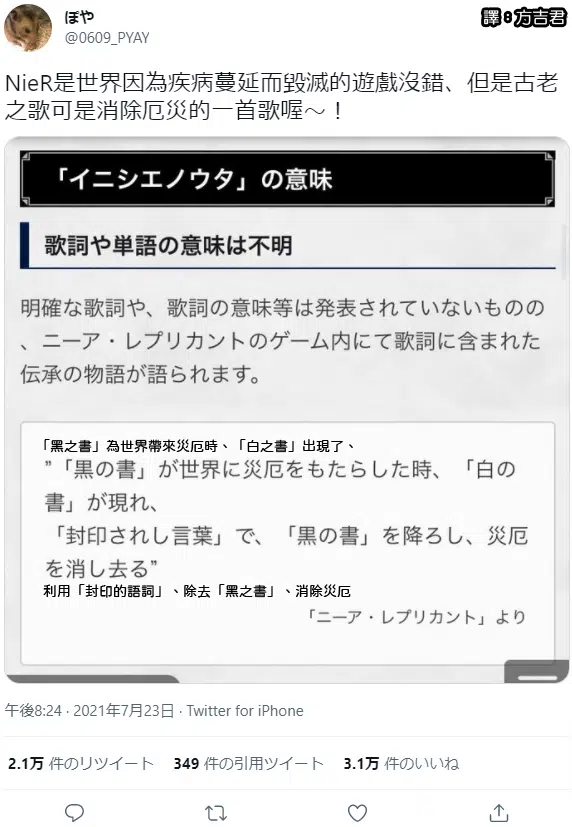 ぽや
@0609_PYAY
譯8方吉君
NieR是世界因為疾病蔓延而毀滅的遊戲沒錯、但是古老
之歌可是消除厄災的一首歌喔～！
「イニシエノウタ」の意味
歌詞や単語の意味は不明
明確な歌詞や、歌詞の意味等は発表されていないものの
、ニーア・レプリカントのゲーム内にて歌詞に含まれた
伝承の物語が語られます。
「黑之書」為世界帶來災厄時、「白之書」出現了、
”「黒の書」が世界に災厄をもたらした時、「白の
書」が現れ、
「封印されし言葉」で、「黒の書」を降ろし、災厄
を消し去る”
利用「封印的語詞」、除去「黑之書」、消除災厄
「ニーア・レプリカント」より
午後8:24 · 2021年7月23日 · Twitter for iPhone
2.1万 件のリツイート 349 件の引用ツイート 3.1万 件のいいね